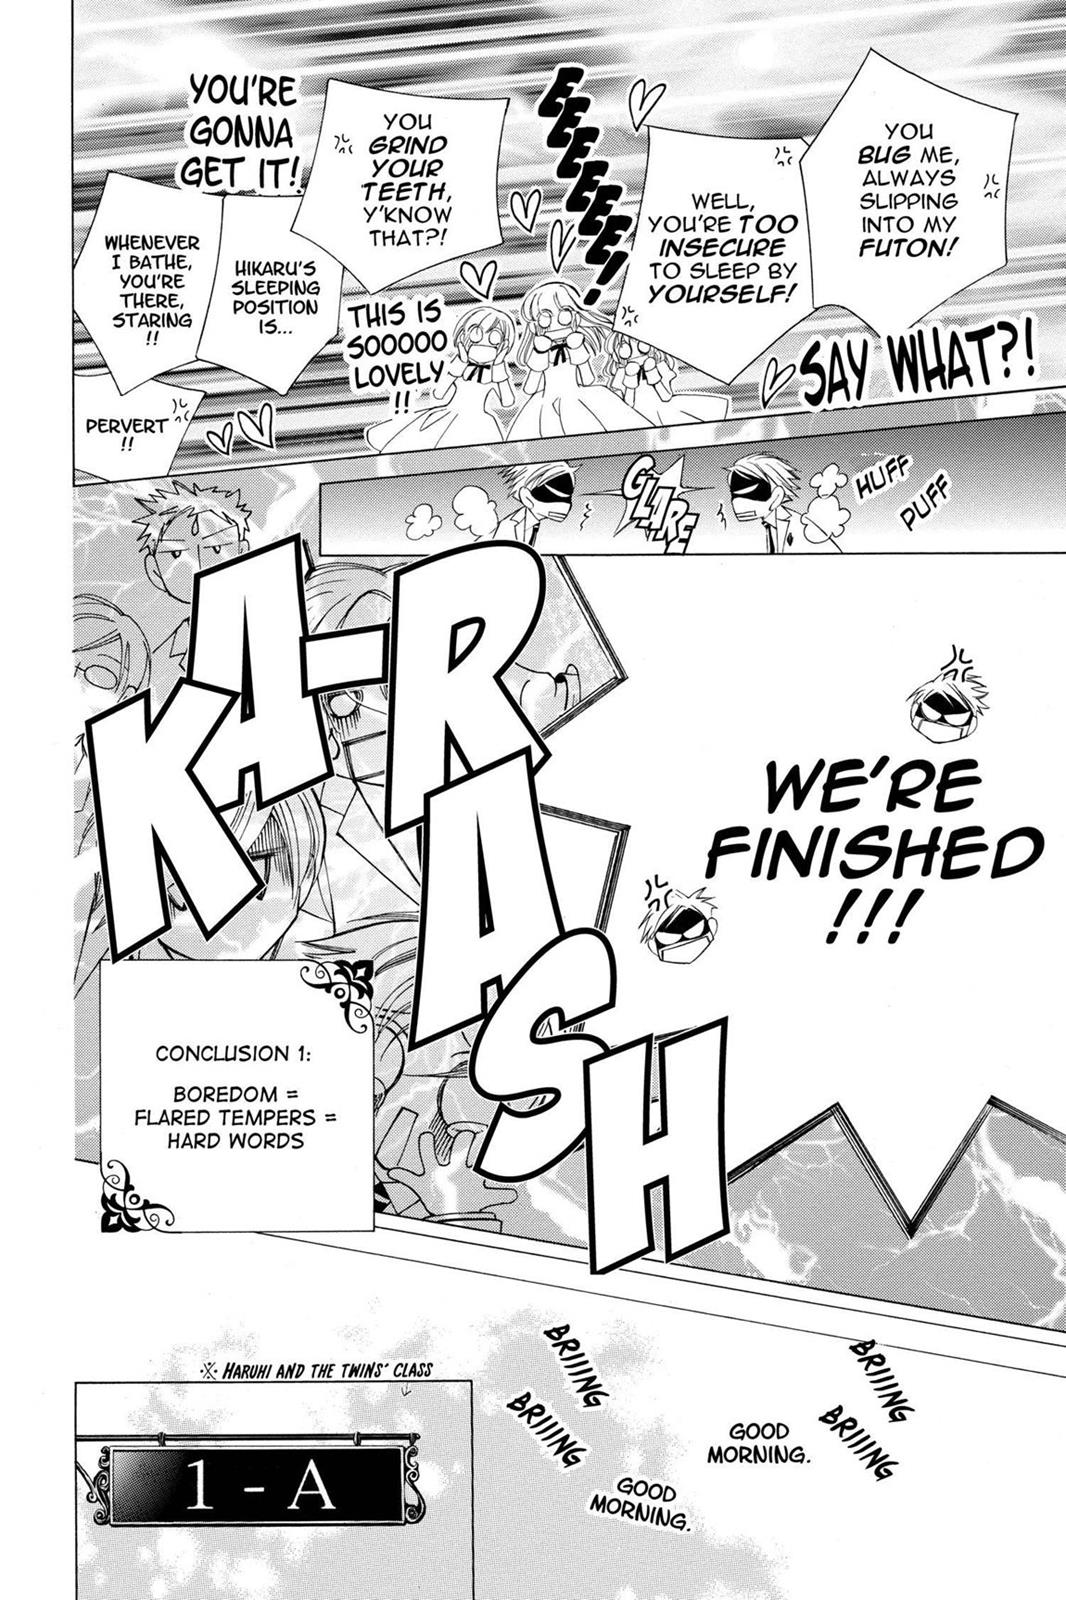 YOU
BUG ME,
ALWAYS
SLIPPING
INTO MY
FUTON!
SAY WHAT?!
WELL,
YOU'RE TOO
INSECURE
TO SLEEP BY
YOURSELF!
EEEEEEEE!
YOU
GRIND
YOUR
TEETH,
Y'KNOW
THAT?!
THIS IS
SOOOOO
LOVELY
!!
YOU'RE
GONNA
GET IT!
HIKARU'S
SLEEPING
POSITION
IS...
WHENEVER
I BATHE,
YOU'RE
THERE,
STARING
!!
PERVERT
!!
HUFF
PUFF
GLARE
KA-RASH
WE'RE
FINISHED
!!!
CONCLUSION 1:
BOREDOM =
FLARED TEMPERS =
HARD WORDS
BRIIING
BRIIING
GOOD
MORNING.
BRIIING
BRIIING
GOOD
MORNING.
※ HARUHI AND THE TWINS' CLASS
1 - A